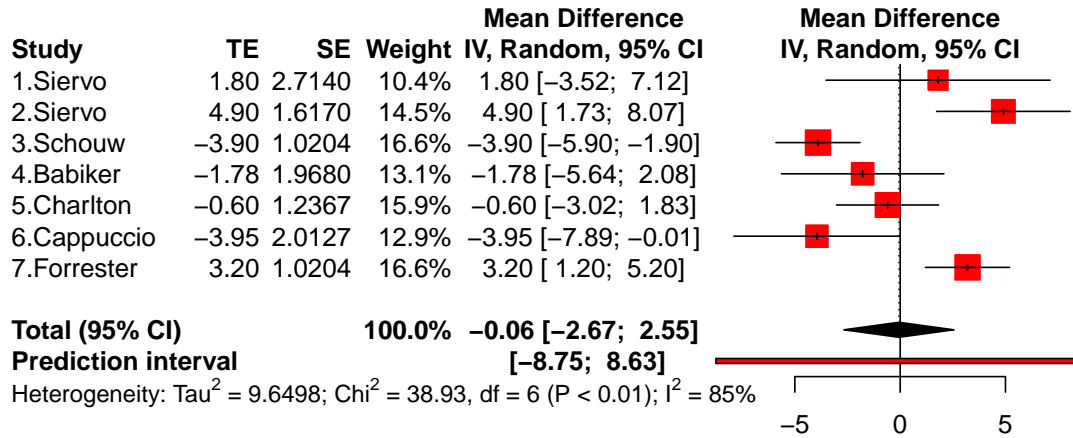 Mean Difference Mean Difference
Study TE SE Weight IV, Random, 95% CI IV, Random, 95% CI
1.Siervo 1.80 2.7140 10.4% 1.80 [−3.52; 7.12]
2.Siervo 4.90 1.6170 14.5% 4.90 [ 1.73; 8.07]
3.Schouw −3.90 1.0204 16.6% −3.90 [−5.90; −1.90]
4.Babiker −1.78 1.9680 13.1% −1.78 [−5.64; 2.08]
5.Charlton −0.60 1.2367 15.9% −0.60 [−3.02; 1.83]
6.Cappuccio −3.95 2.0127 12.9% −3.95 [−7.89; −0.01]
7.Forrester 3.20 1.0204 16.6% 3.20 [ 1.20; 5.20]
Total (95% CI) 100.0% −0.06 [−2.67; 2.55]
Prediction interval [−8.75; 8.63]
Heterogeneity: Tau² = 9.6498; Chi² = 38.93, df = 6 (P < 0.01); I² = 85%
−5 0 5